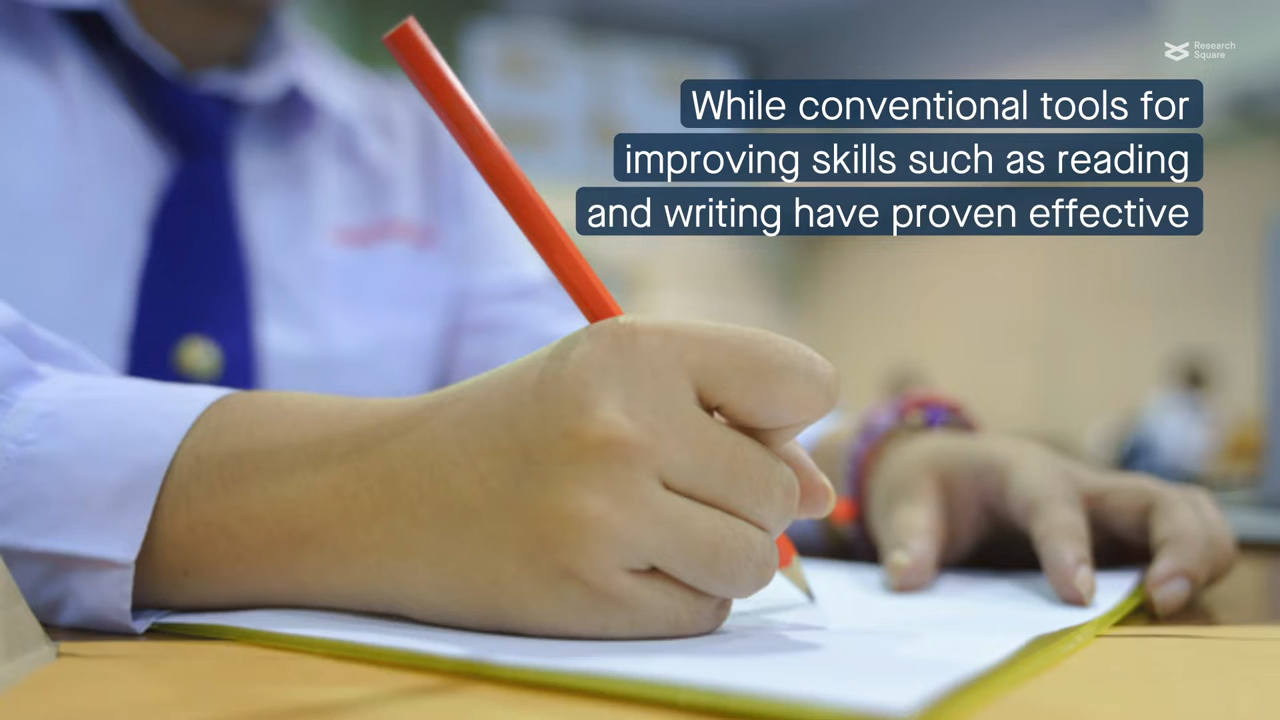 Research
Square
While conventional tools for
improving skills such as reading
and writing have proven effective